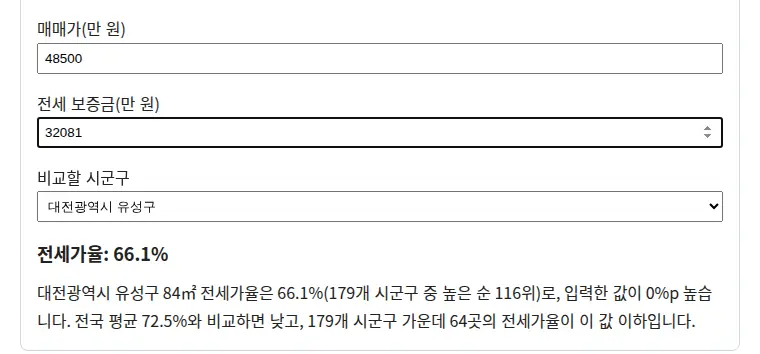 매매가(만 원)
48500
전세 보증금(만 원)
32081
비교할 시군구
대전광역시 유성구
전세가율: 66.1%
대전광역시 유성구 84㎡ 전세가율은 66.1%(179개 시군구 중 높은 순 116위)로, 입력한 값이 0%p 높습
니다. 전국 평균 72.5%와 비교하면 낮고, 179개 시군구 가운데 64곳의 전세가율이 이 값 이하입니다.